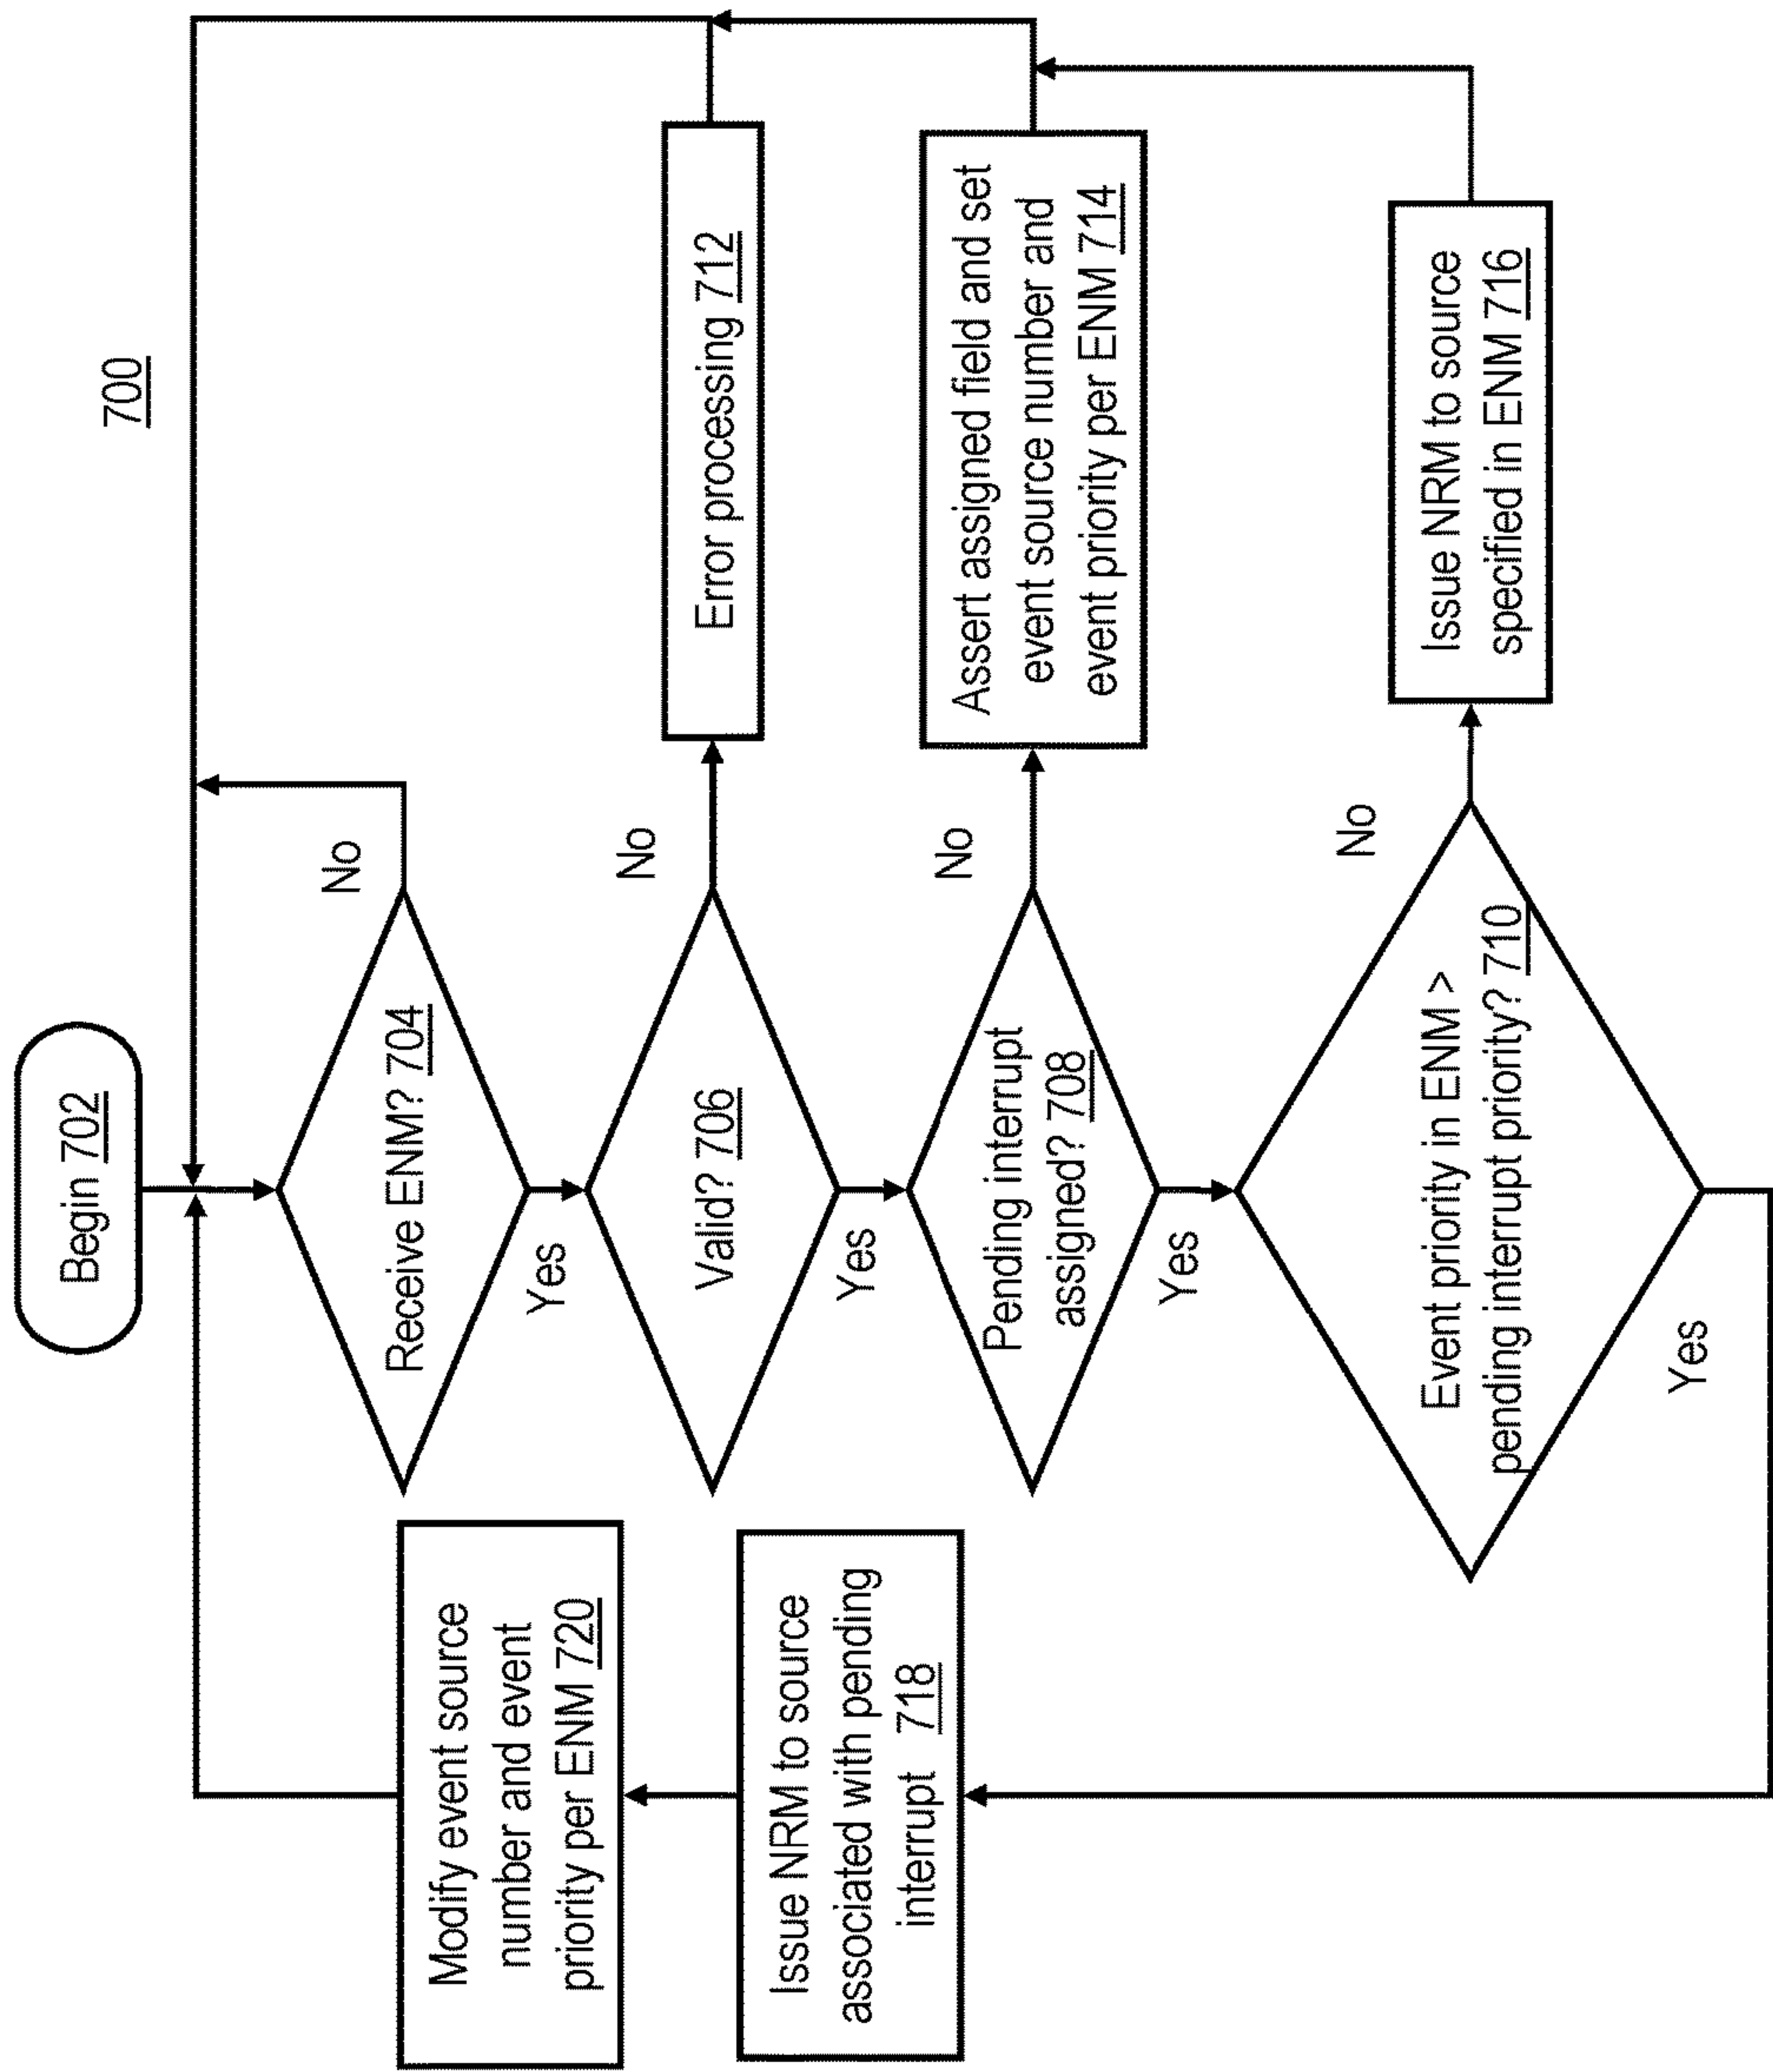 700
Begin 702
Receive ENM? 704
No
Yes
Valid? 706
No
Yes
Error processing 712
Pending interrupt
assigned? 708
No
Yes
Assert assigned field and set
event source number and
event priority per ENM 714
Event priority in ENM >
pending interrupt priority? 710
No
Yes
Issue NRM to source
specified in ENM 716
Issue NRM to source
associated with pending
interrupt 718
Modify event source
number and event
priority per ENM 720